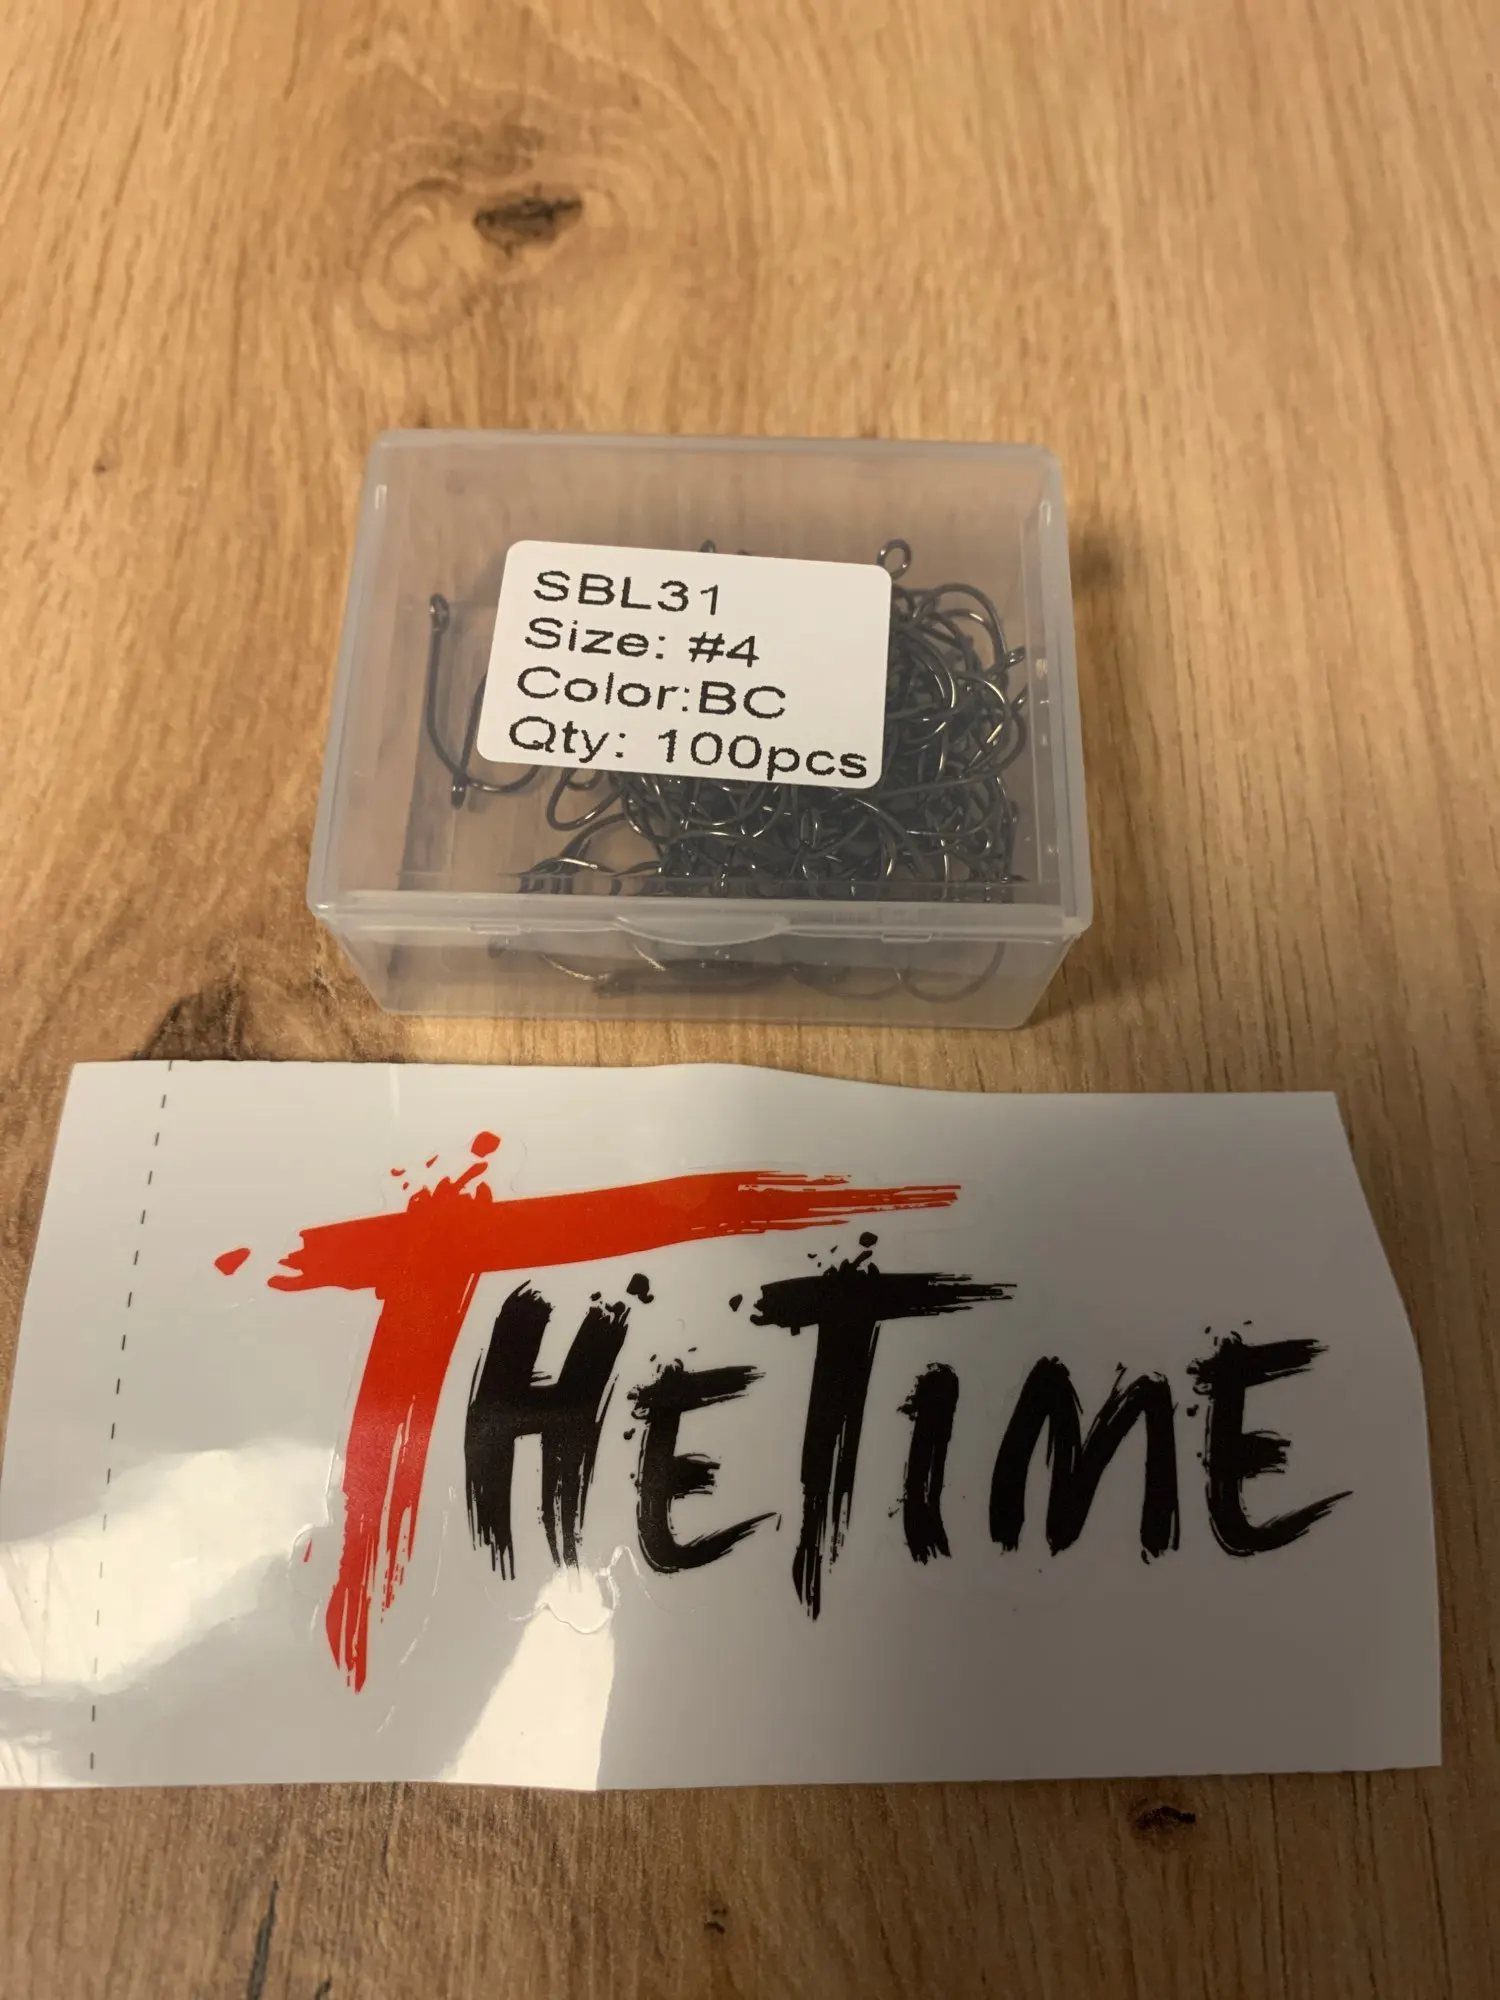 SBL31
Size: #4
Color:BC
Qty: 100pcs
THETIME